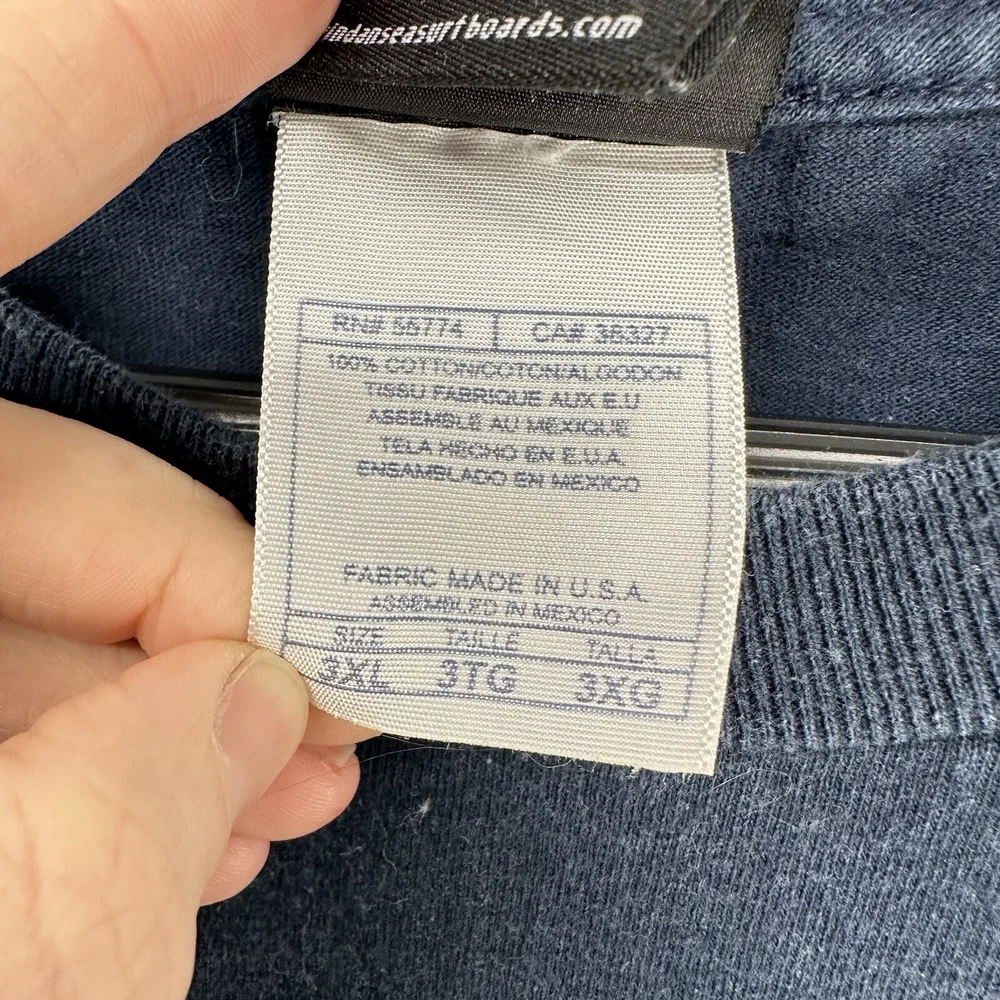 indanseasurfboards.com
RN# 55774 CA# 36327
100% COTTON/COTON/ALGODON
TISSU FABRIQUE AUX E.U
ASSEMBLE AU MEXIQUE
TELA HECHO EN E.U.A.
ENSAMBLADO EN MEXICO
FABRIC MADE IN U.S.A.
ASSEMBLED IN MEXICO
SIZE TAILLE TALLA
3XL 3TG 3XG